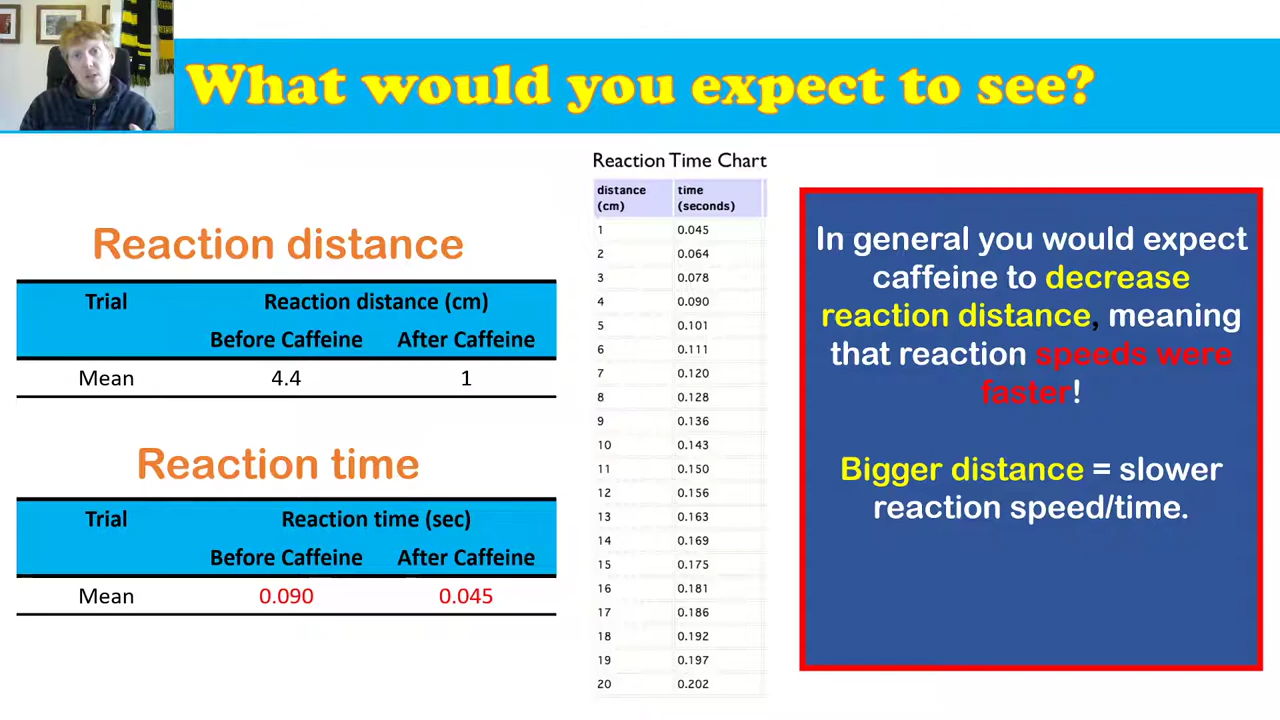 What would you expect to see?
Reaction distance
Trial Reaction distance (cm)
Before Caffeine After Caffeine
Mean 4.4 1
Reaction time
Trial Reaction time (sec)
Before Caffeine After Caffeine
Mean 0.090 0.045
Reaction Time Chart
distance (cm) time (seconds)
1 0.045
2 0.064
3 0.078
4 0.090
5 0.101
6 0.111
7 0.120
8 0.128
9 0.136
10 0.143
11 0.150
12 0.156
13 0.163
14 0.169
15 0.175
16 0.181
17 0.186
18 0.192
19 0.197
20 0.202
In general you would expect
caffeine to decrease
reaction distance, meaning
that reaction speeds were
faster!
Bigger distance = slower
reaction speed/time.